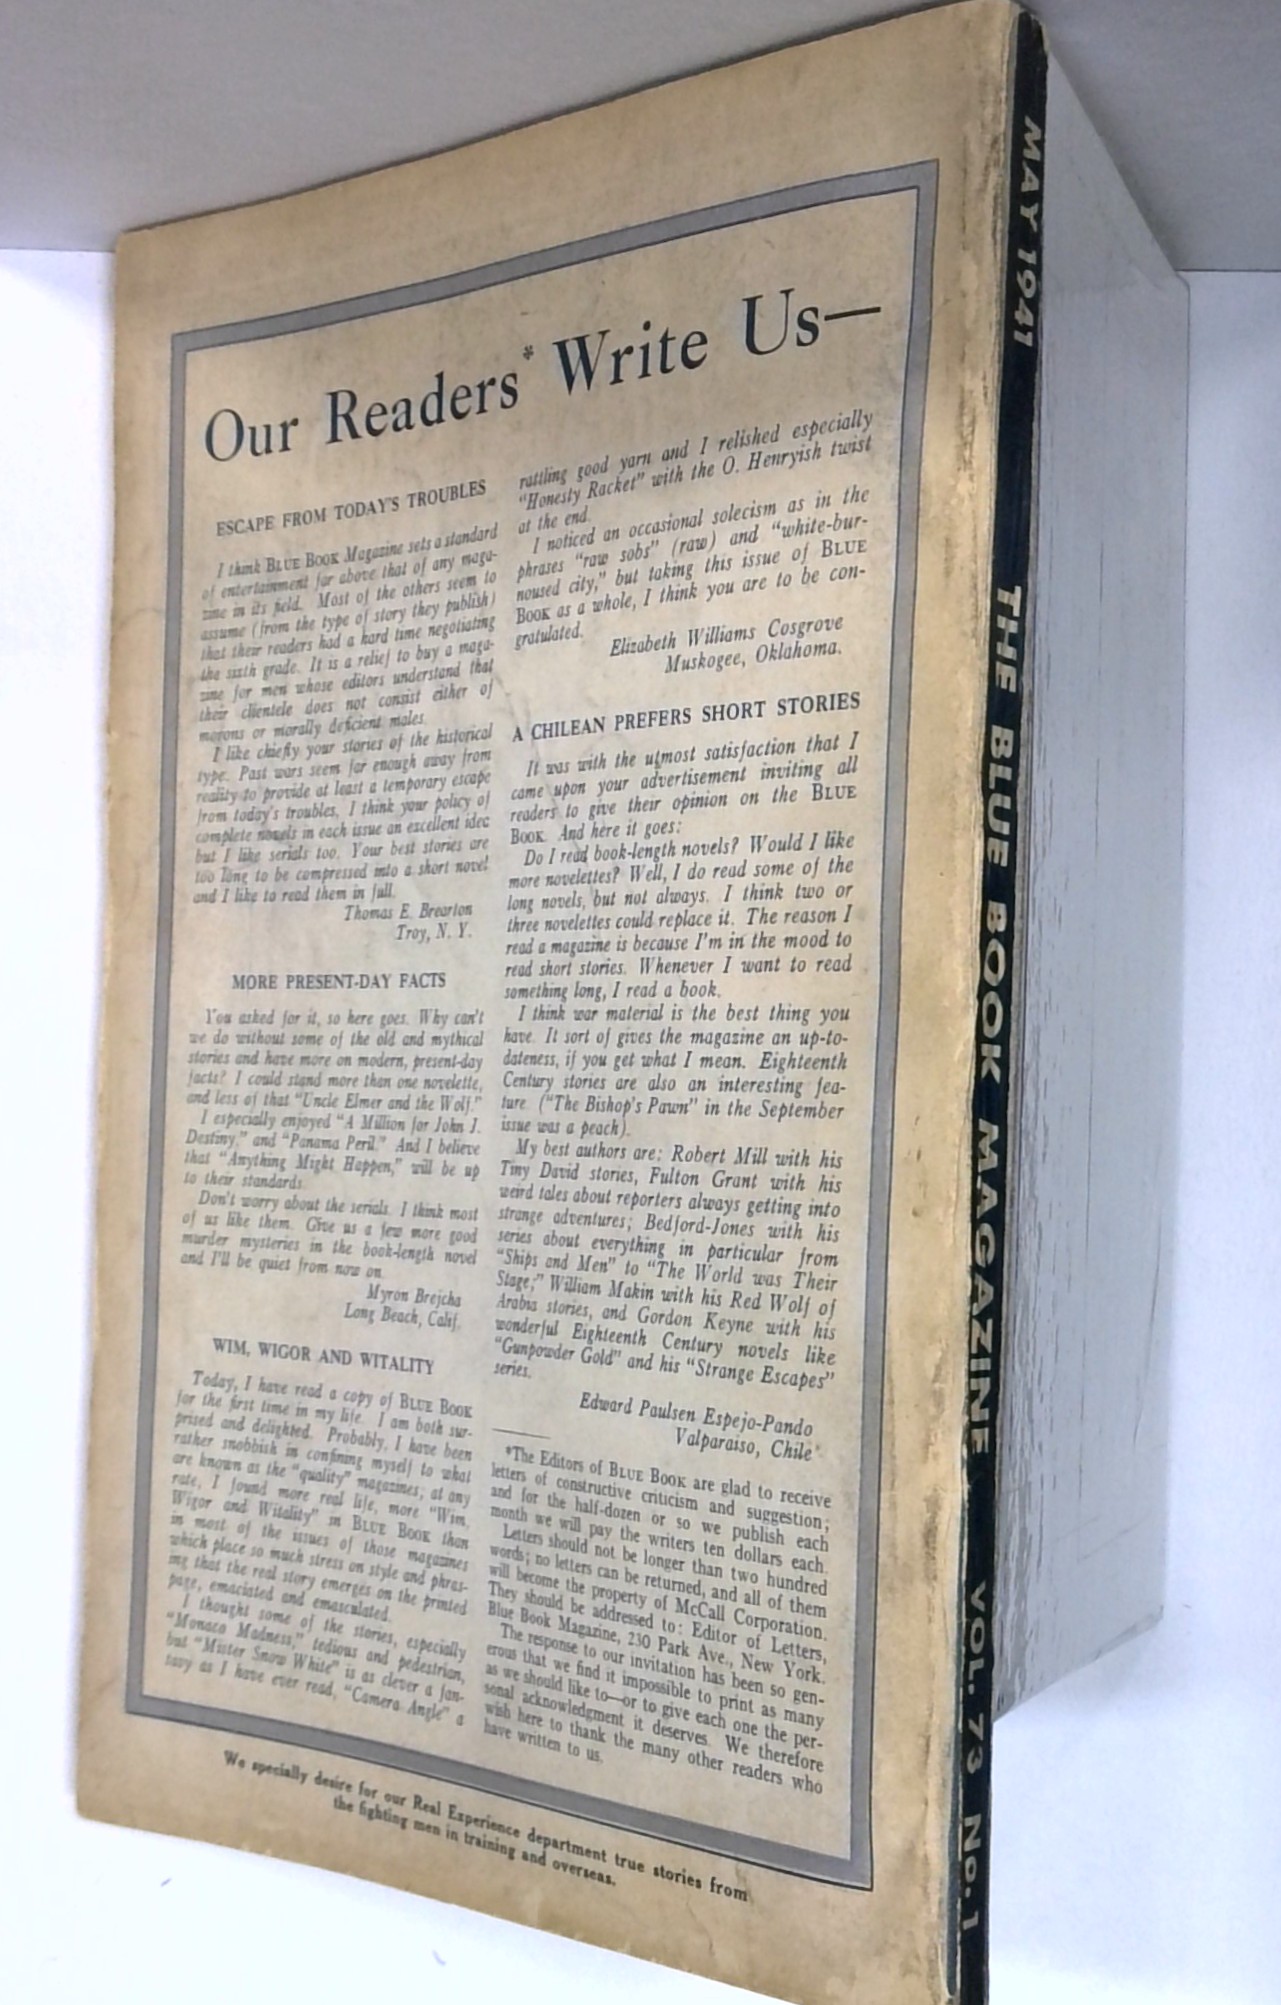 Our Readers* Write Us—
ESCAPE FROM TODAY'S TROUBLES
I think BLUE BOOK Magazine sets a standard
of entertainment far above that of any maga-
zine in its field. Most of the others seem to
assume (from the type of story they publish)
that their readers had a hard time negotiating
the sixth grade. It is a relief to buy a maga-
zine for men whose editors understand that
their clientele does not consist either of
morons or morally deficient males.
I like chiefly your stories of the historical
type. Past wars seem far enough away from
reality to provide at least a temporary escape
from today's troubles. I think your policy of
complete novels in each issue an excellent idea
but I like serials too. Your best stories are
too long to be compressed into a short novel
and I like to read them in full.
Thomas E. Brearton
Troy, N. Y.
MORE PRESENT-DAY FACTS
You asked for it, so here goes. Why can't
we do without some of the old and mythical
stories and have more on modern, present-day
facts? I could stand more than one novelette,
and less of that "Uncle Elmer and the Wolf."
I especially enjoyed "A Million for John J.
Destiny," and "Panama Peril." And I believe
that "Anything Might Happen," will be up
to their standards.
Don't worry about the serials. I think most
of us like them. Give us a few more good
murder mysteries in the book-length novel
and I'll be quiet from now on.
Myron Brejcha
Long Beach, Calif.
WIM, WIGOR AND WITALITY
Today, I have read a copy of BLUE BOOK
for the first time in my life. I am both sur-
prised and delighted. Probably, I have been
rather snobbish in confining myself to what
are known as the "quality" magazines; at any
rate, I found more real life, more "Wim,
Wigor and Witality" in BLUE BOOK than
in most of the issues of those magazines
which place so much stress on style and phras-
ing that the real story emerges on the printed
page, emaciated and emasculated.
I thought some of the stories, especially
"Monaco Madness," tedious and pedestrian,
but "Mister Snow White" is as clever a fan-
tasy as I have ever read, "Camera Angle" a
rattling good yarn and I relished especially
"Honesty Racket" with the O. Henryish twist
at the end.
I noticed an occasional solecism as in the
phrases "raw sobs" (raw) and "white-bur-
noused city," but taking this issue of BLUE
BOOK as a whole, I think you are to be con-
gratulated.
Elizabeth Williams Cosgrove
Muskogee, Oklahoma.
A CHILEAN PREFERS SHORT STORIES
It was with the utmost satisfaction that I
came upon your advertisement inviting all
readers to give their opinion on the BLUE
BOOK. And here it goes:
Do I read book-length novels? Would I like
more novelettes? Well, I do read some of the
long novels, but not always. I think two or
three novelettes could replace it. The reason I
read a magazine is because I'm in the mood to
read short stories. Whenever I want to read
something long, I read a book.
I think war material is the best thing you
have. It sort of gives the magazine an up-to-
dateness, if you get what I mean. Eighteenth
Century stories are also an interesting fea-
ture. ("The Bishop's Pawn" in the September
issue was a peach).
My best authors are: Robert Mill with his
Tiny David stories, Fulton Grant with his
weird tales about reporters always getting into
strange adventures; Bedford-Jones with his
series about everything in particular from
"Ships and Men" to "The World was Their
Stage;" William Makin with his Red Wolf of
Arabia stories, and Gordon Keyne with his
wonderful Eighteenth Century novels like
"Gunpowder Gold" and his "Strange Escapes"
series.
Edward Paulsen Espejo-Pando
Valparaiso, Chile
*The Editors of BLUE BOOK are glad to receive
letters of constructive criticism and suggestion;
and for the half-dozen or so we publish each
month we will pay the writers ten dollars each.
Letters should not be longer than two hundred
words; no letters can be returned, and all of them
will become the property of McCall Corporation.
They should be addressed to: Editor of Letters,
Blue Book Magazine, 230 Park Ave., New York.
The response to our invitation has been so gen-
erous that we find it impossible to print as many
as we should like to—or to give each one the per-
sonal acknowledgment it deserves. We therefore
wish here to thank the many other readers who
have written to us.
We specially desire for our Real Experience department true stories from
the fighting men in training and overseas.
MAY 1941 THE BLUE BOOK MAGAZINE VOL. 73 No. 1